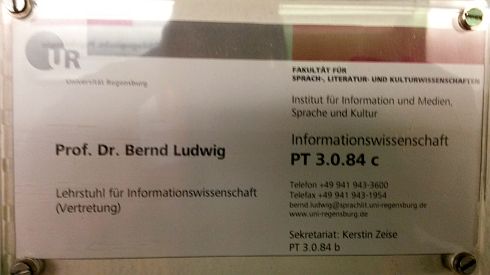 UR
Universität Regensburg
Prof. Dr. Bernd Ludwig
Lehrstuhl für Informationswissenschaft
(Vertretung)
FAKULTÄT FÜR
SPRACH-, LITERATUR- UND KULTURWISSENSCHAFTEN
Institut für Information und Medien,
Sprache und Kultur
Informationswissenschaft
PT 3.0.84 c
Telefon +49 941 943-3600
Telefax +49 941 943-1954
bernd.ludwig@sprachlit.uni-regensburg.de
www.uni-regensburg.de
Sekretariat: Kerstin Zeise
PT 3.0.84 b